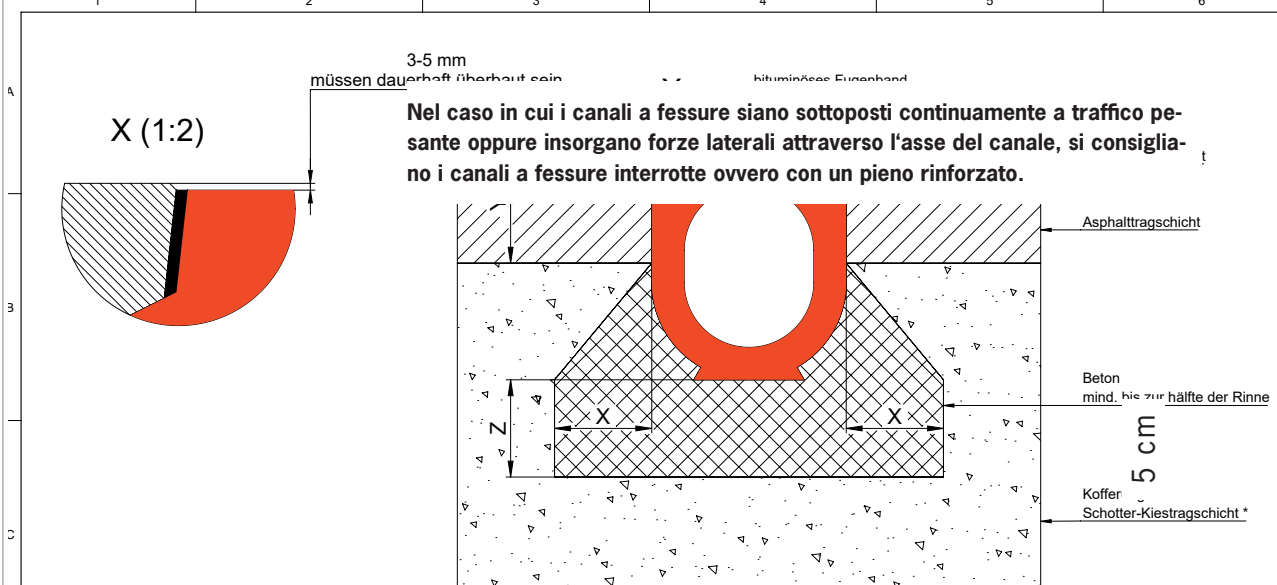 1 2 3 4 5 6
A
3-5 mm
müssen dauerhaft überbaut sein
bituminöses Fugenband
X (1:2)
Nel caso in cui i canali a fessure siano sottoposti continuamente a traffico pe-
sante oppure insorgano forze laterali attraverso l‘asse del canale, si consiglia-
no i canali a fessure interrotte ovvero con un pieno rinforzato.
t
Asphalttragschicht
B
Beton
mind. bis zur hälfte der Rinne
X X
Z
5 cm
Schotter-Kiestragschicht *
C